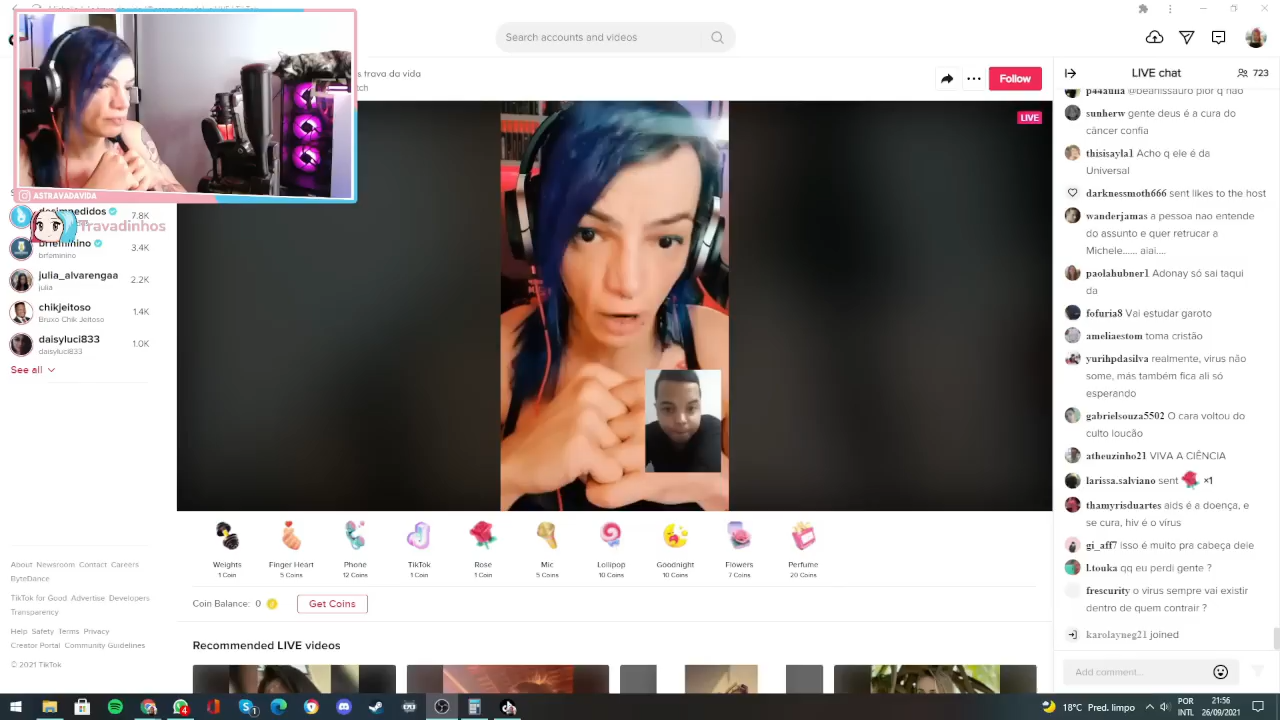 Search accounts and videos
s trava da vida
tch
Follow
LIVE chat
723
LIVE
ASTRAVADAVIDA
Travadinhos
desimpedidos
7.8K
brfeminino
brfeminino
3.4K
julia_alvarengaa
julia
2.2K
chikjeitoso
Bruxo Chik Jeitoso
1.4K
daisyluci833
daisyluci833
1.0K
See all
About Newsroom Contact Careers
ByteDance
TikTok for Good Advertise Developers
Transparency
Help Safety Terms Privacy
Creator Portal Community Guidelines
© 2021 TikTok
Weights
1 Coin
Finger Heart
5 Coins
Phone
12 Coins
TikTok
1 Coin
Rose
1 Coin
Mic
5 Coins
Lollipop
10 Coins
Goodnight
10 Coins
Flowers
7 Coins
Perfume
20 Coins
Coin Balance: 0
Get Coins
Recommended LIVE videos
p44aulla @beanissauro pior q não
sunherw gente deus é a cura do
câncer confia
thisisayla1 Acho q ele é da
Universal
darknessmoth666 sent likes to the host
wanderjamas a pessoa nao entende
do assunto e quer retrucar a
Michele...... aiai....
paolahubner1 Adonay só sai taqui
da
fofuria8 Vai estudar garoto
ameliaestom toma cristão
yurihpdasilva realmente, virus não
some, más também fica ali só
esperando
gabrielsouza5502 O cara voltou do
culto loucão
atheuzinho21 VIVA A CIÊNCIA
larissa.salviano sent ×1
thamyrisduartes aids é a doença, e
se cura, hiv é o vírus
gi_aff7 isso é muito pra cabeça dele
l.touka qq eu perdi gente ?
frescurity o virus sempre vai existir
dentro de quem contrair ?
karolayneg21 joined
Add comment...
4
1
18°C Pred. limpo
POR
INTL
21:56
26/09/2021